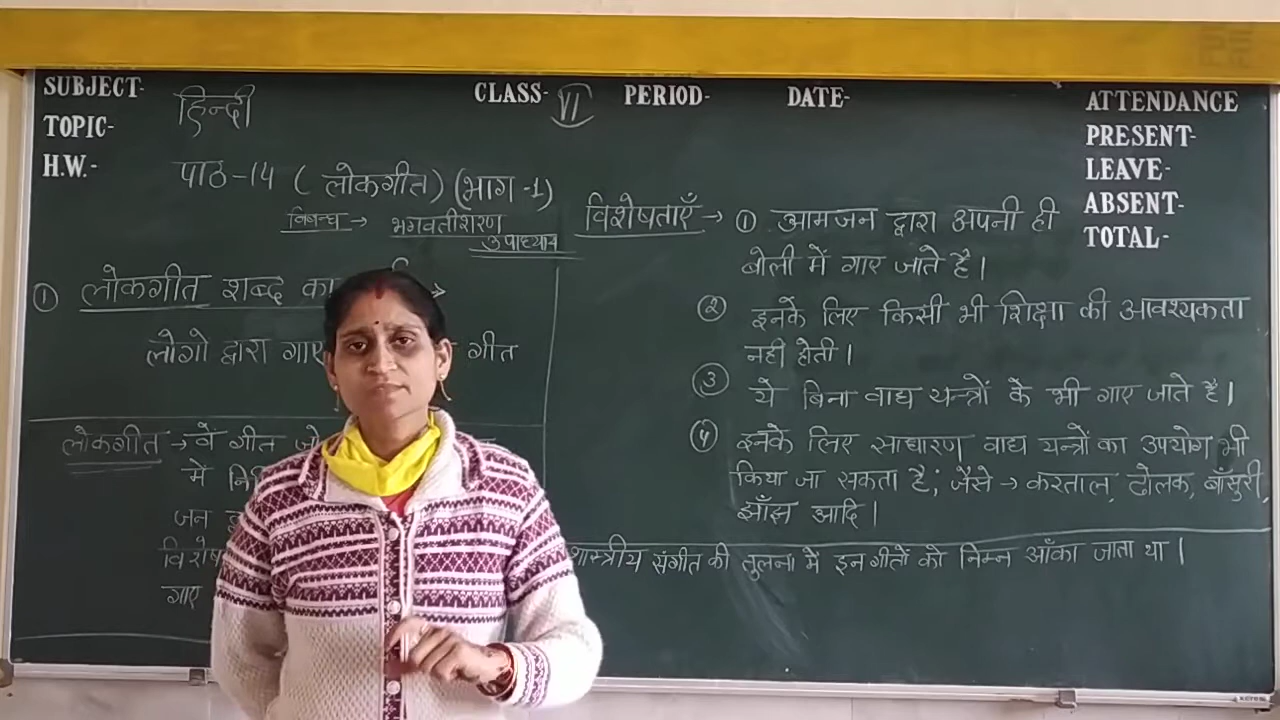 SUBJECT- हिन्दी
CLASS- VI
PERIOD-
DATE-
TOPIC-
H.W.-
पाठ-14 (लोकगीत) (भाग-1)
निबन्ध → भगवतीशरण
उपाध्याय
① लोकगीत शब्द का
लोगो द्वारा गाए गीत
लोकगीत → वें गीत जो
में
जन
गाए
विशेषताएँ → ① आमजन द्वारा अपनी ही
बोली में गाए जाते है।
② इनके लिए किसी भी शिक्षा की आवश्यकता
नही होती।
③ ये बिना वाद्य यन्त्रों के भी गाए जाते है।
④ इनके लिए साधारण वाद्य यन्त्रों का उपयोग भी
किया जा सकता है; जैसे → करताल, ढोलक, बाँसुरी,
झाँझ आदि।
शास्त्रीय संगीत की तुलना में इन गीतों को निम्न आँका जाता था।
ATTENDANCE
PRESENT-
LEAVE-
ABSENT-
TOTAL-